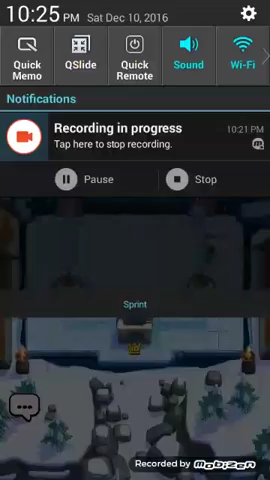 10:25 PM Sat Dec 10, 2016
Quick Memo
QSlide
Quick Remote
Sound
Wi-Fi
Notifications
Recording in progress 10:21 PM
Tap here to stop recording.
Pause Stop
Sprint
Recorded by Mobizen